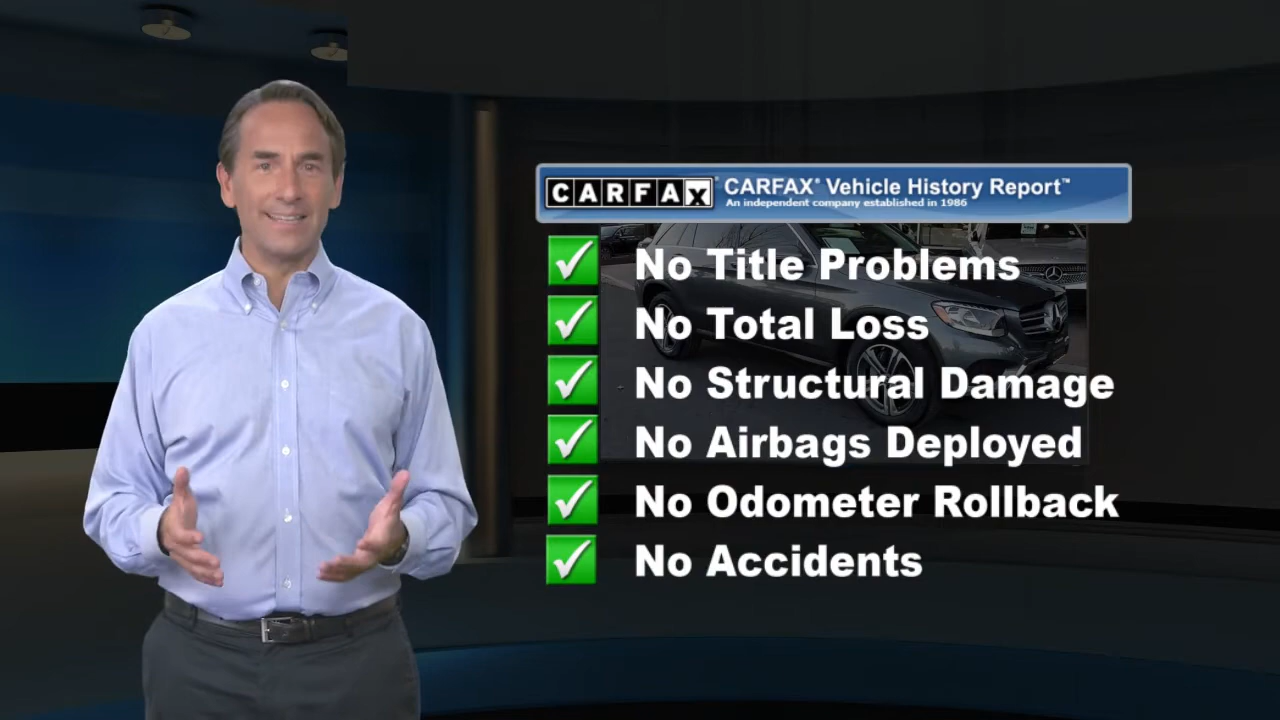 CARFAX® CARFAX® Vehicle History Report™
An independent company established in 1986
No Title Problems
No Total Loss
No Structural Damage
No Airbags Deployed
No Odometer Rollback
No Accidents